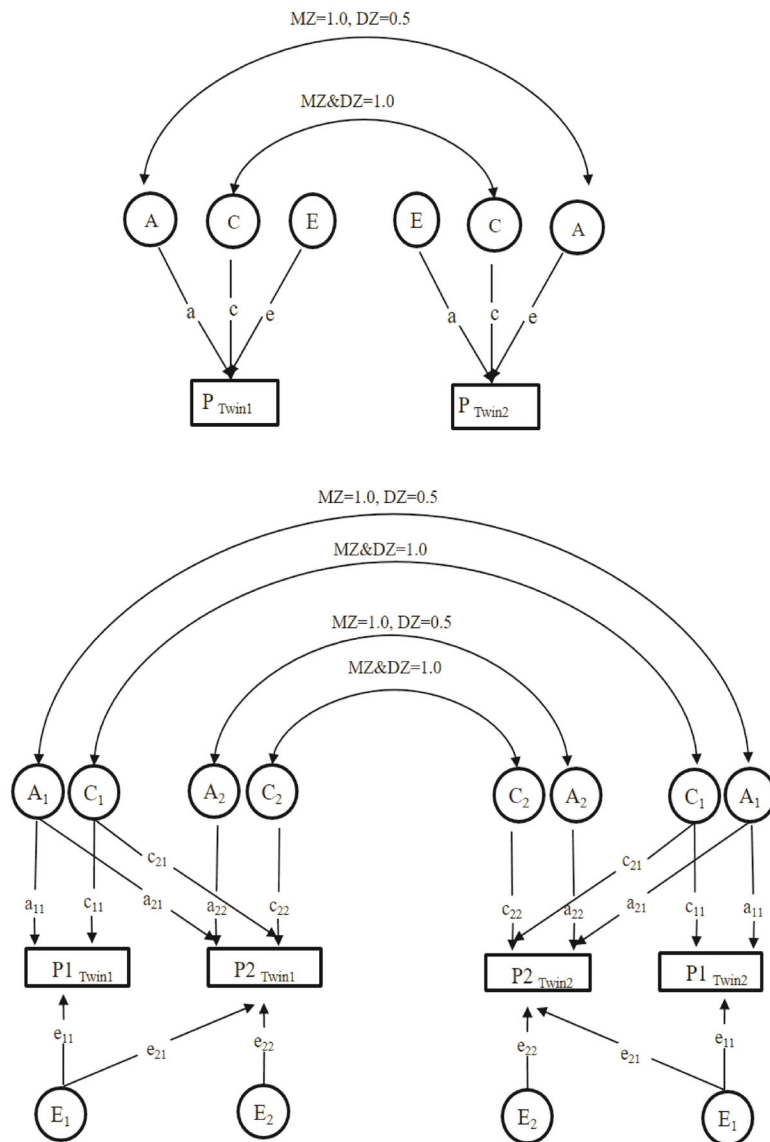 MZ=1.0, DZ=0.5
MZ&DZ=1.0
A C E E C A
a c e a c e
P Twin1 P Twin2
MZ=1.0, DZ=0.5
MZ&DZ=1.0
MZ=1.0, DZ=0.5
MZ&DZ=1.0
A₁ C₁ A₂ C₂ C₂ A₂ C₁ A₁
c₂₁ c₂₁
a₁₁ c₁₁ a₂₁ a₂₂ c₂₂ c₂₂ a₂₂ a₂₁ c₁₁ a₁₁
P1 Twin1 P2 Twin1 P2 Twin2 P1 Twin2
e₁₁ e₂₁ e₂₂ e₂₂ e₂₁ e₁₁
E₁ E₂ E₂ E₁